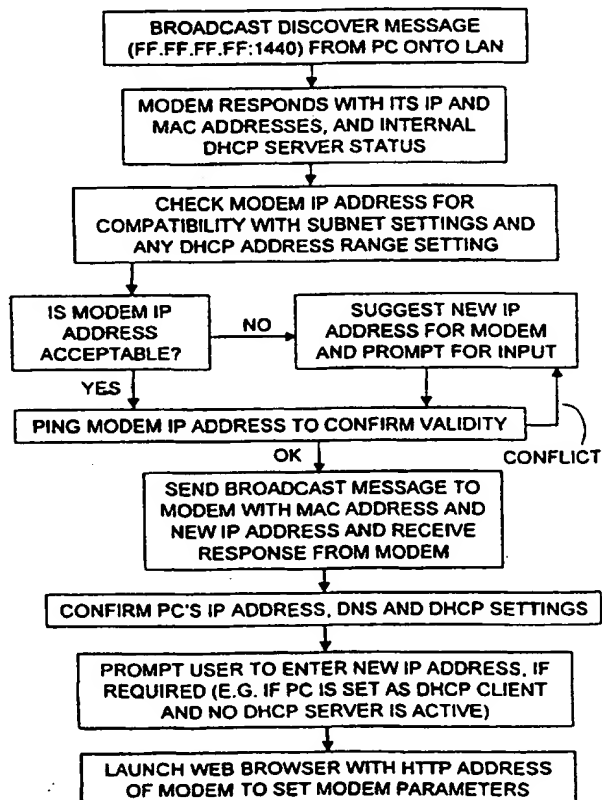 BROADCAST DISCOVER MESSAGE
(FF.FF.FF.FF:1440) FROM PC ONTO LAN
MODEM RESPONDS WITH ITS IP AND
MAC ADDRESSES, AND INTERNAL
DHCP SERVER STATUS
CHECK MODEM IP ADDRESS FOR
COMPATIBILITY WITH SUBNET SETTINGS AND
ANY DHCP ADDRESS RANGE SETTING
IS MODEM IP
ADDRESS
ACCEPTABLE?
NO
SUGGEST NEW IP
ADDRESS FOR MODEM
AND PROMPT FOR INPUT
YES
PING MODEM IP ADDRESS TO CONFIRM VALIDITY
OK
CONFLICT
SEND BROADCAST MESSAGE TO
MODEM WITH MAC ADDRESS AND
NEW IP ADDRESS AND RECEIVE
RESPONSE FROM MODEM
CONFIRM PC'S IP ADDRESS, DNS AND DHCP SETTINGS
PROMPT USER TO ENTER NEW IP ADDRESS, IF
REQUIRED (E.G. IF PC IS SET AS DHCP CLIENT
AND NO DHCP SERVER IS ACTIVE)
LAUNCH WEB BROWSER WITH HTTP ADDRESS
OF MODEM TO SET MODEM PARAMETERS